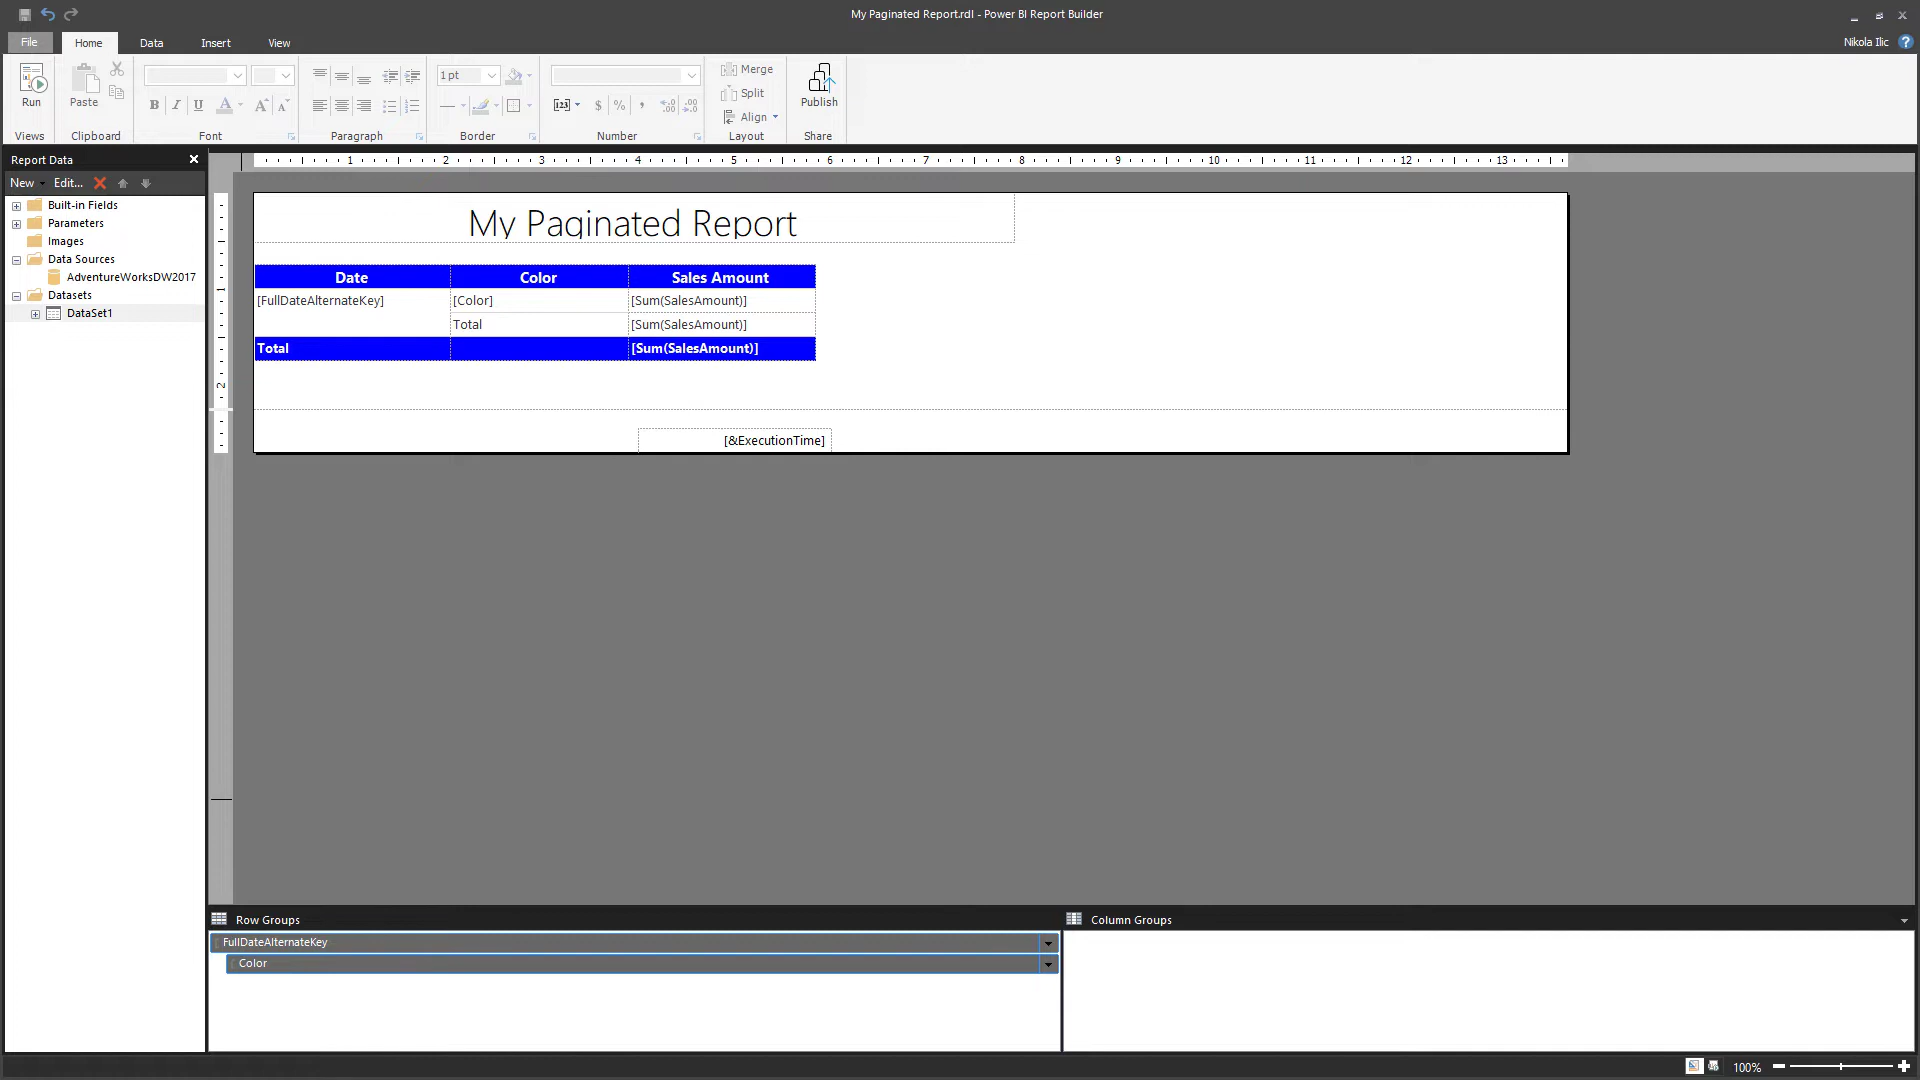 My Paginated Report.rdl - Power BI Report Builder
File Home Data Insert View
Nikola Ilic
Run
Paste
1 pt
Merge
Split
Align
Publish
Views Clipboard Font Paragraph Border Number Layout Share
Report Data
New Edit...
Built-in Fields
Parameters
Images
Data Sources
AdventureWorksDW2017
Datasets
DataSet1
1 2 3 4 5 6 7 8 9 10 11 12 13
1
2
My Paginated Report
Date Color Sales Amount
[FullDateAlternateKey] [Color] [Sum(SalesAmount)]
Total [Sum(SalesAmount)]
Total [Sum(SalesAmount)]
[&ExecutionTime]
Row Groups
FullDateAlternateKey
Color
Column Groups
100%